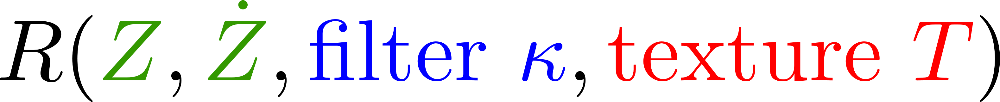 R(Z, Ż, filter κ, texture T)